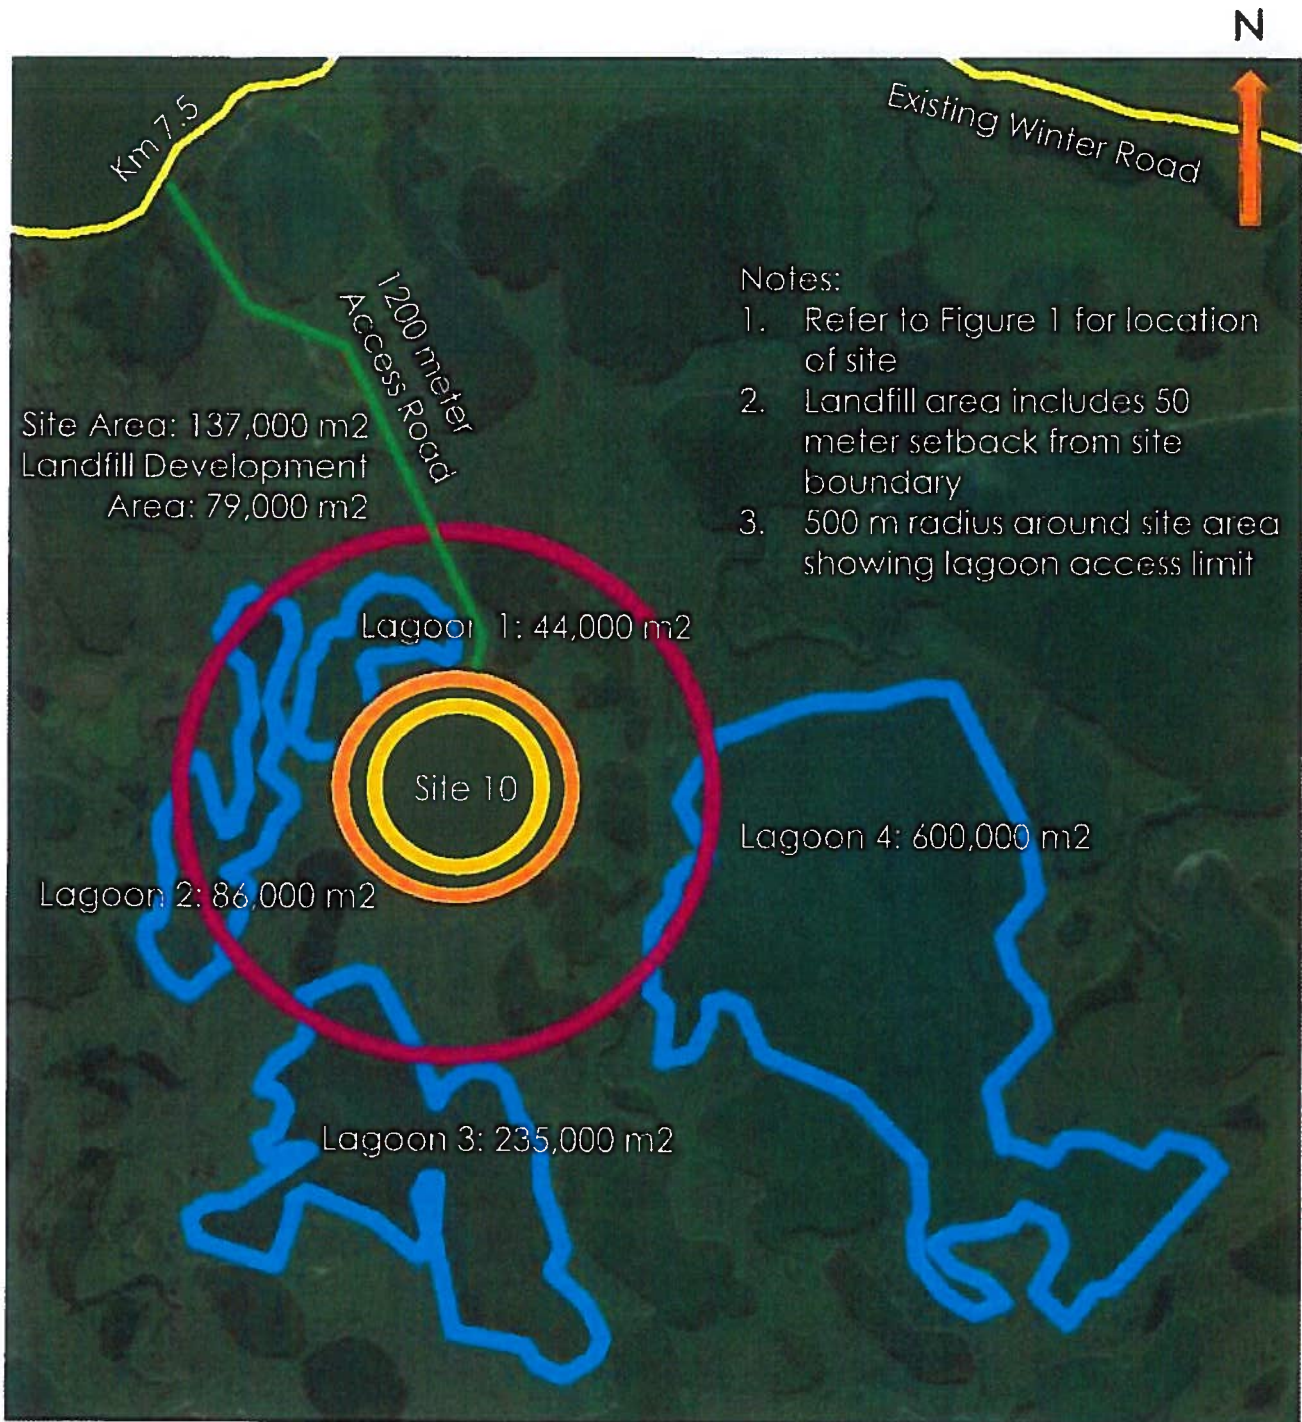 N
Km 7.5
Existing Winter Road
1200 meter
Access Road
Notes:
1. Refer to Figure 1 for location
of site
2. Landfill area includes 50
meter setback from site
boundary
3. 500 m radius around site area
showing lagoon access limit
Site Area: 137,000 m2
Landfill Development
Area: 79,000 m2
Lagoon 1: 44,000 m2
Site 10
Lagoon 4: 600,000 m2
Lagoon 2: 86,000 m2
Lagoon 3: 235,000 m2